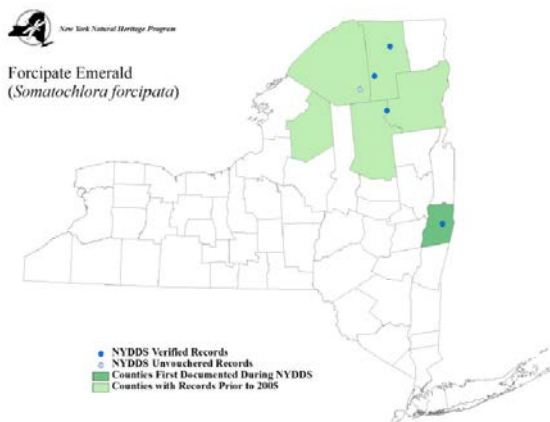 New York Natural Heritage Program
Forcipate Emerald
(Somatochlora forcipata)
NYDDS Verified Records
NYDDS Unvouchered Records
Counties First Documented During NYDDS
Counties with Records Prior to 2005